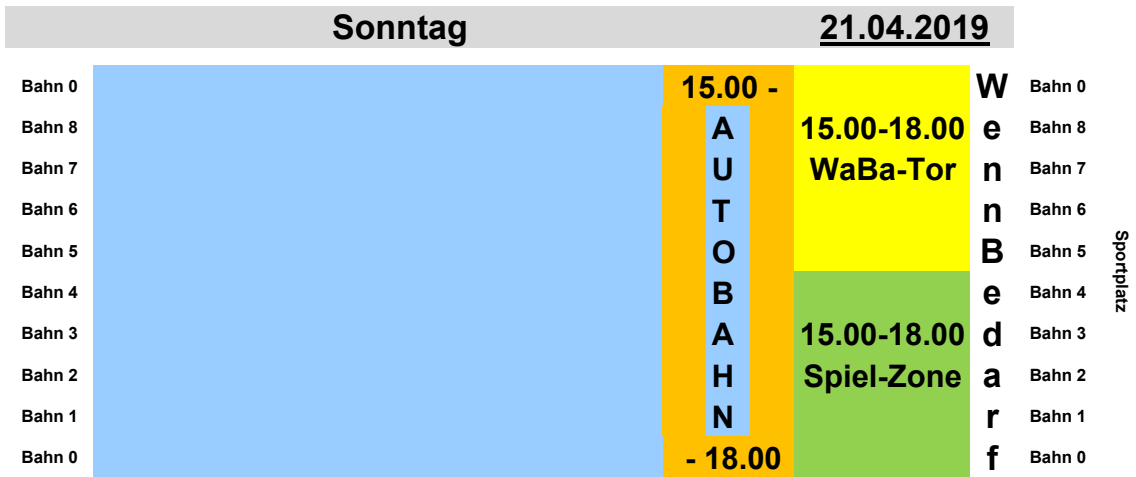 Sonntag 21.04.2019
Bahn 0 15.00 - W Bahn 0
Bahn 8 A 15.00-18.00 e Bahn 8
Bahn 7 U WaBa-Tor n Bahn 7
Bahn 6 T n Bahn 6
Bahn 5 O B Bahn 5
Bahn 4 B e Bahn 4
Bahn 3 A 15.00-18.00 d Bahn 3
Bahn 2 H Spiel-Zone a Bahn 2
Bahn 1 N r Bahn 1
Bahn 0 - 18.00 f Bahn 0
Sportplatz